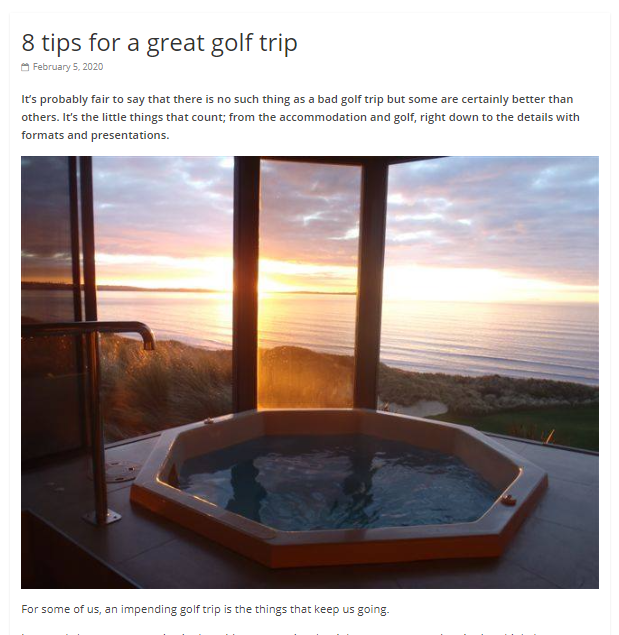 8 tips for a great golf trip
February 5, 2020
It's probably fair to say that there is no such thing as a bad golf trip but some are certainly better than
others. It's the little things that count; from the accommodation and golf, right down to the details with
formats and presentations.
For some of us, an impending golf trip is the things that keep us going.